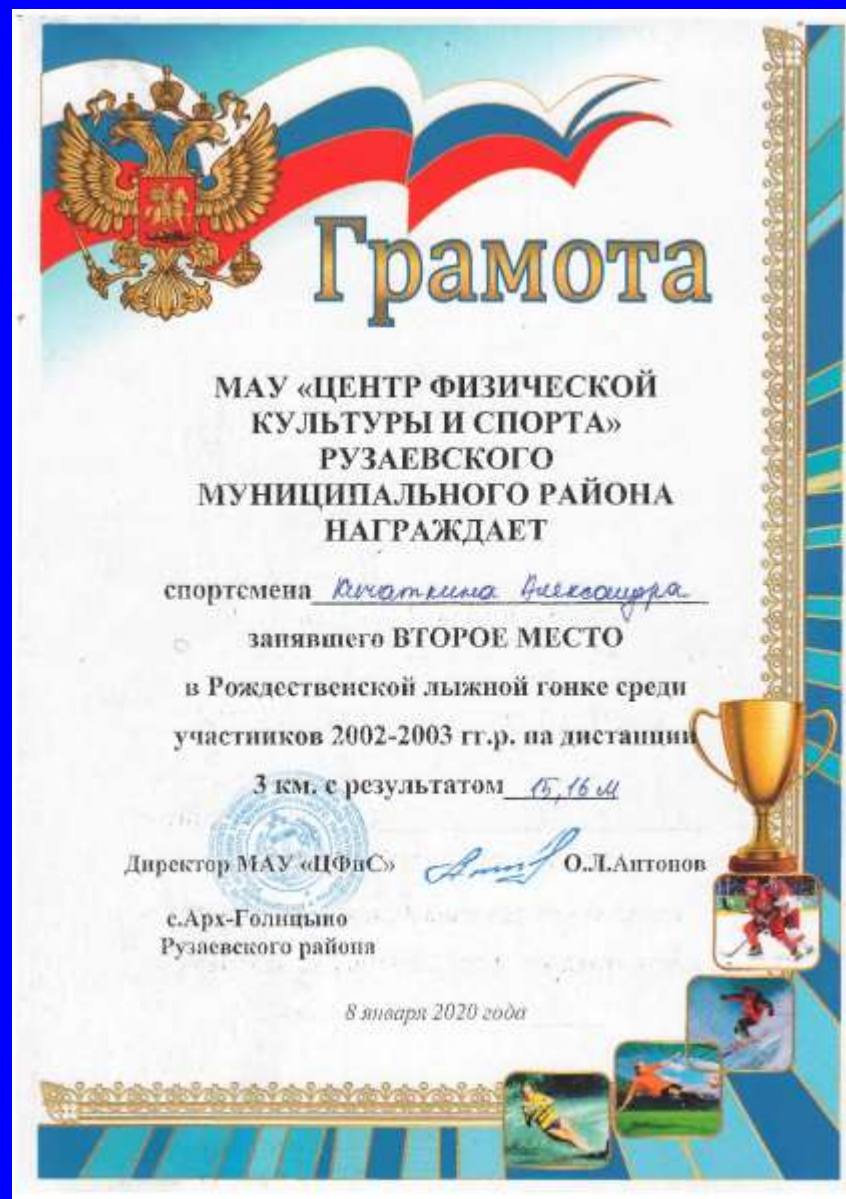 Грамота
МАУ «ЦЕНТР ФИЗИЧЕСКОЙ
КУЛЬТУРЫ И СПОРТА»
РУЗАЕВСКОГО
МУНИЦИПАЛЬНОГО РАЙОНА
НАГРАЖДАЕТ
спортсмена Кичаткина Александра
занявшего ВТОРОЕ МЕСТО
в Рождественской лыжной гонке среди
участников 2002-2003 гг.р. на дистанции
3 км. с результатом 15,16 м
Директор МАУ «ЦФиС» О.Л.Антонов
с.Арх-Голицыно
Рузаевского района
8 января 2020 года